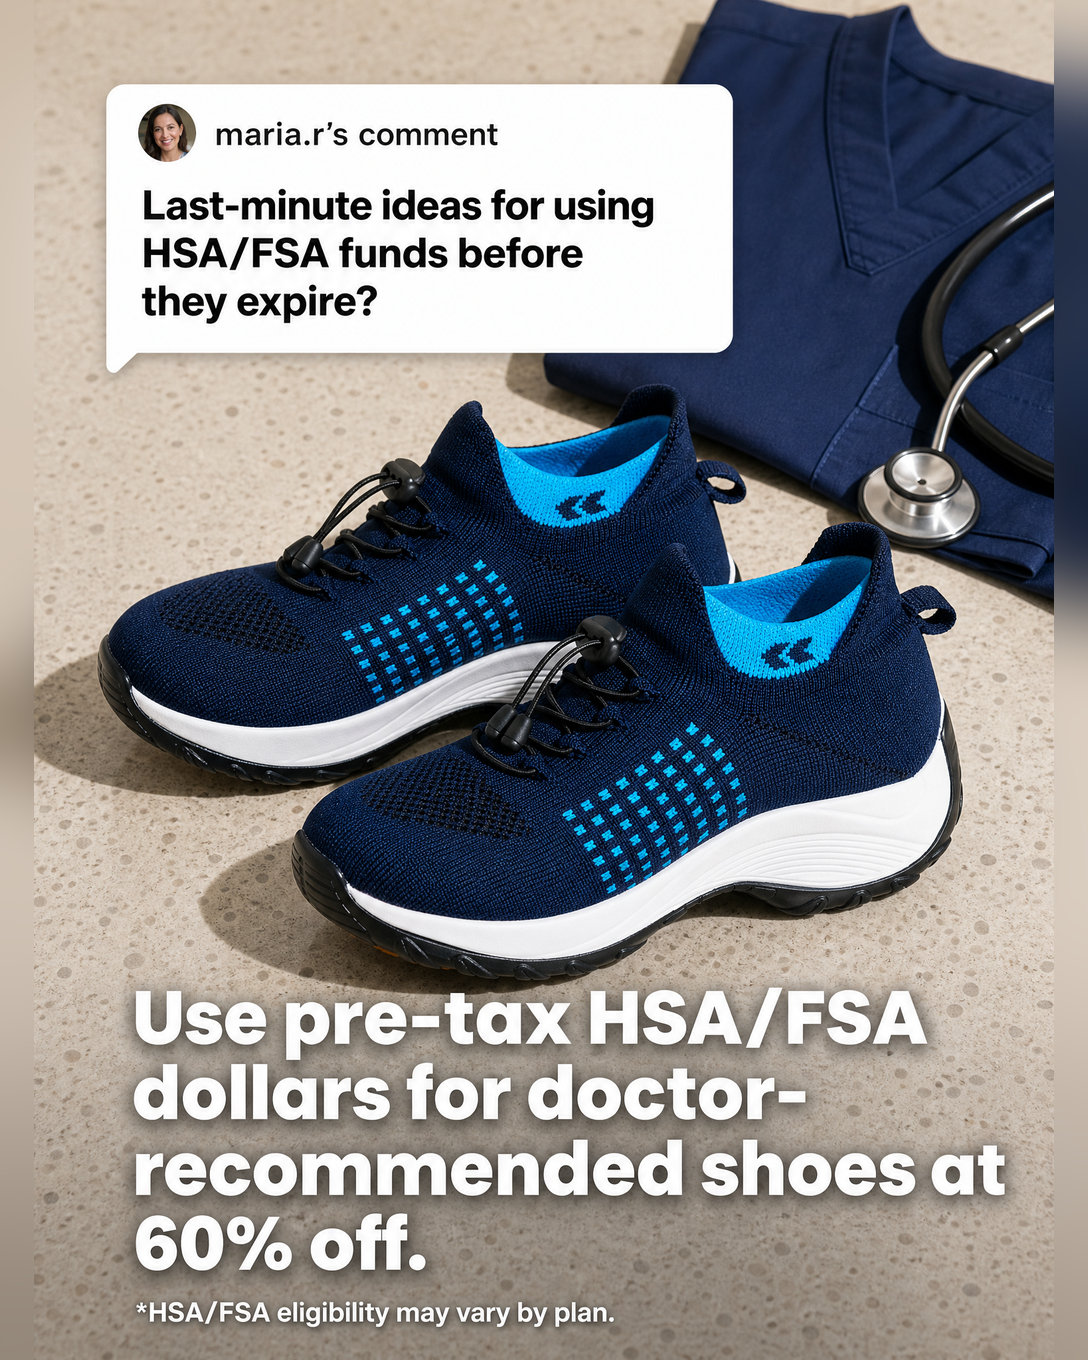 maria.r’s comment
Last-minute ideas for using
HSA/FSA funds before
they expire?
Use pre-tax HSA/FSA
dollars for doctor-
recommended shoes at
60% off.
*HSA/FSA eligibility may vary by plan.